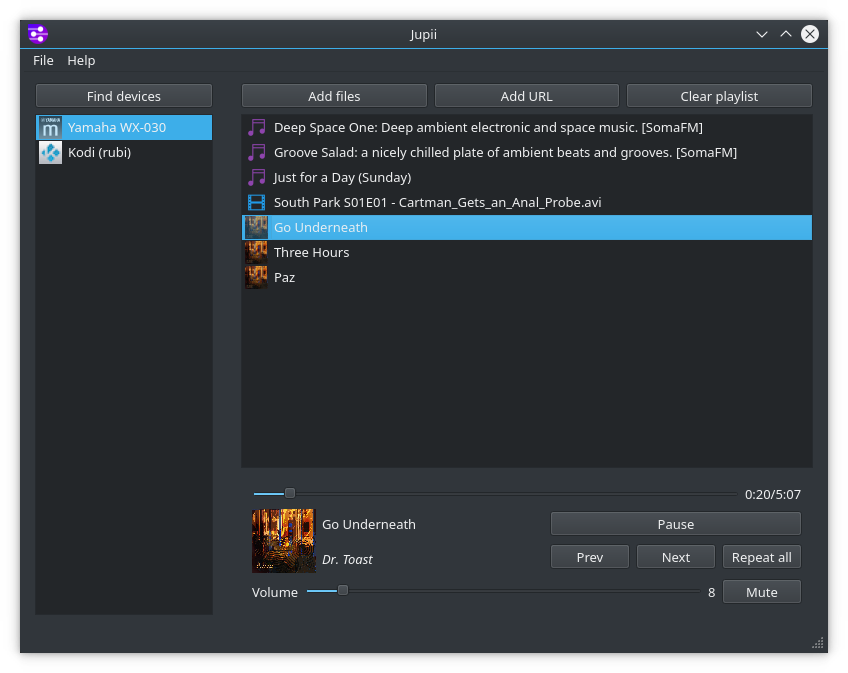 Jupii
File Help
Find devices
Add files
Add URL
Clear playlist
Yamaha WX-030
Kodi (rubi)
Deep Space One: Deep ambient electronic and space music. [SomaFM]
Groove Salad: a nicely chilled plate of ambient beats and grooves. [SomaFM]
Just for a Day (Sunday)
South Park S01E01 - Cartman_Gets_an_Anal_Probe.avi
Go Underneath
Three Hours
Paz
0:20/5:07
Go Underneath
Pause
Dr. Toast
Prev
Next
Repeat all
Volume
8
Mute